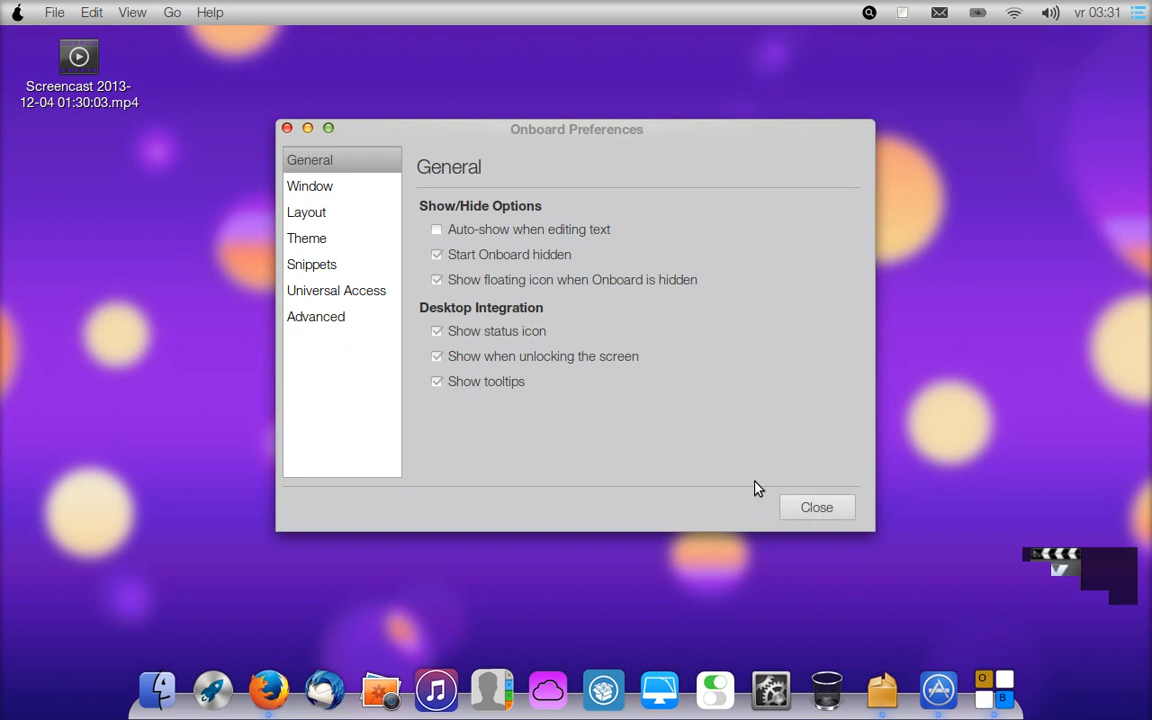 File Edit View Go Help
vr 03:31
Screencast 2013-
12-04 01:30:03.mp4
Onboard Preferences
General
Window
Layout
Theme
Snippets
Universal Access
Advanced
General
Show/Hide Options
Auto-show when editing text
Start Onboard hidden
Show floating icon when Onboard is hidden
Desktop Integration
Show status icon
Show when unlocking the screen
Show tooltips
Close
O
B